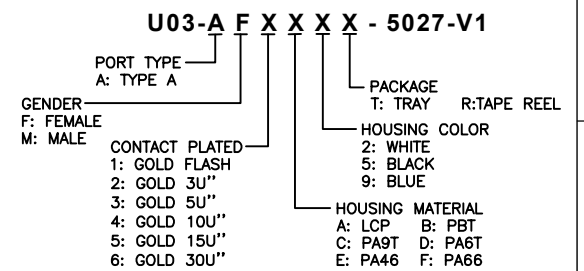 U03-A F X X X X - 5027-V1
PORT TYPE
A: TYPE A
GENDER
F: FEMALE
M: MALE
CONTACT PLATED
1: GOLD FLASH
2: GOLD 3U''
3: GOLD 5U''
4: GOLD 10U''
5: GOLD 15U''
6: GOLD 30U''
PACKAGE
T: TRAY R:TAPE REEL
HOUSING COLOR
2: WHITE
5: BLACK
9: BLUE
HOUSING MATERIAL
A: LCP B: PBT
C: PA9T D: PA6T
E: PA46 F: PA66